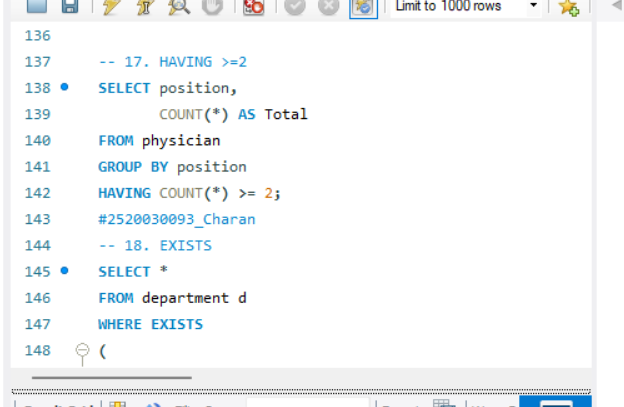 Limit to 1000 rows
136
137 -- 17. HAVING >=2
138 SELECT position,
139 COUNT(*) AS Total
140 FROM physician
141 GROUP BY position
142 HAVING COUNT(*) >= 2;
143 #2520030093_Charan
144 -- 18. EXISTS
145 SELECT *
146 FROM department d
147 WHERE EXISTS
148 (